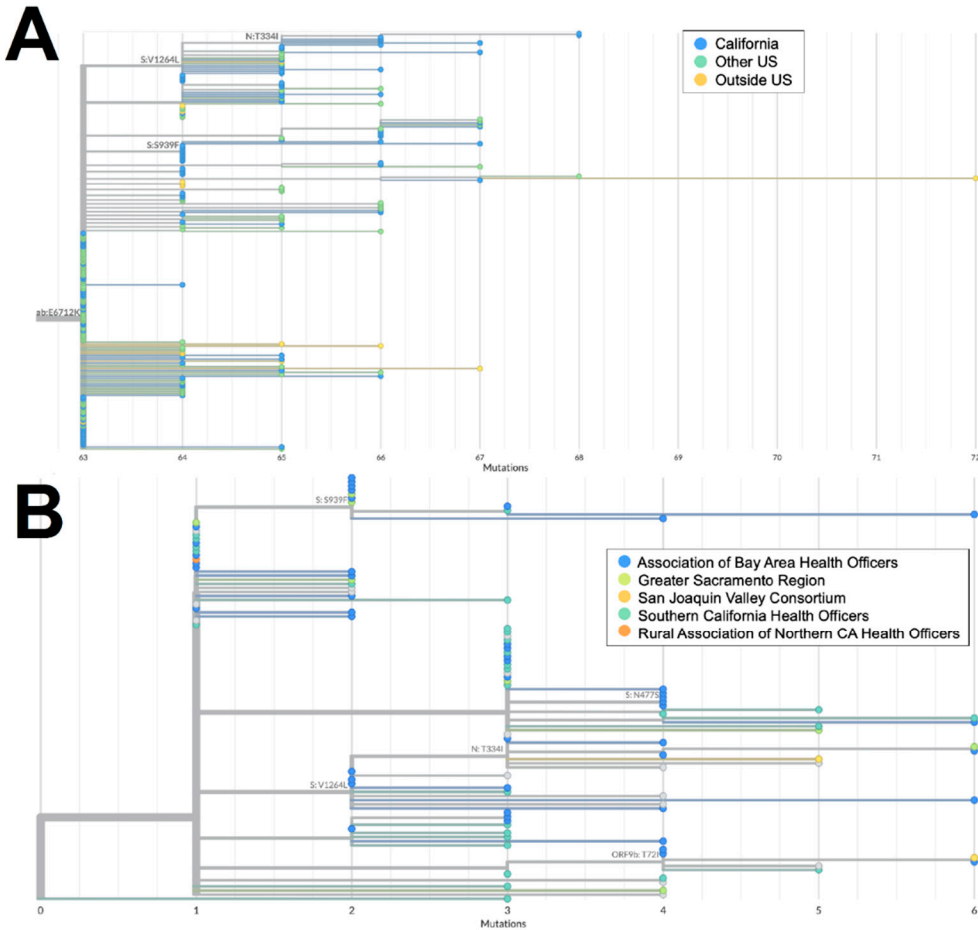 A
N:T334I
S:V1264L
California
Other US
Outside US
S:S939F
ab:E6712K
63 64 65 66 67 68 69 70 71 72
Mutations
B
S:S939F
Association of Bay Area Health Officers
Greater Sacramento Region
San Joaquin Valley Consortium
Southern California Health Officers
Rural Association of Northern CA Health Officers
S:N477S
N:T334I
S:V1264L
ORF9b:T72I
0 1 2 3 4 5 6
Mutations